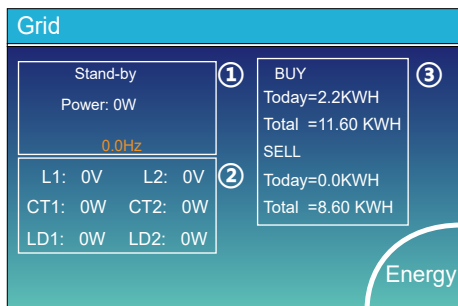 Grid
Stand-by
Power: 0W
0.0Hz
①
L1: 0V L2: 0V
CT1: 0W CT2: 0W
LD1: 0W LD2: 0W
②
BUY
Today=2.2KWH
Total =11.60 KWH
SELL
Today=0.0KWH
Total =8.60 KWH
③
Energy